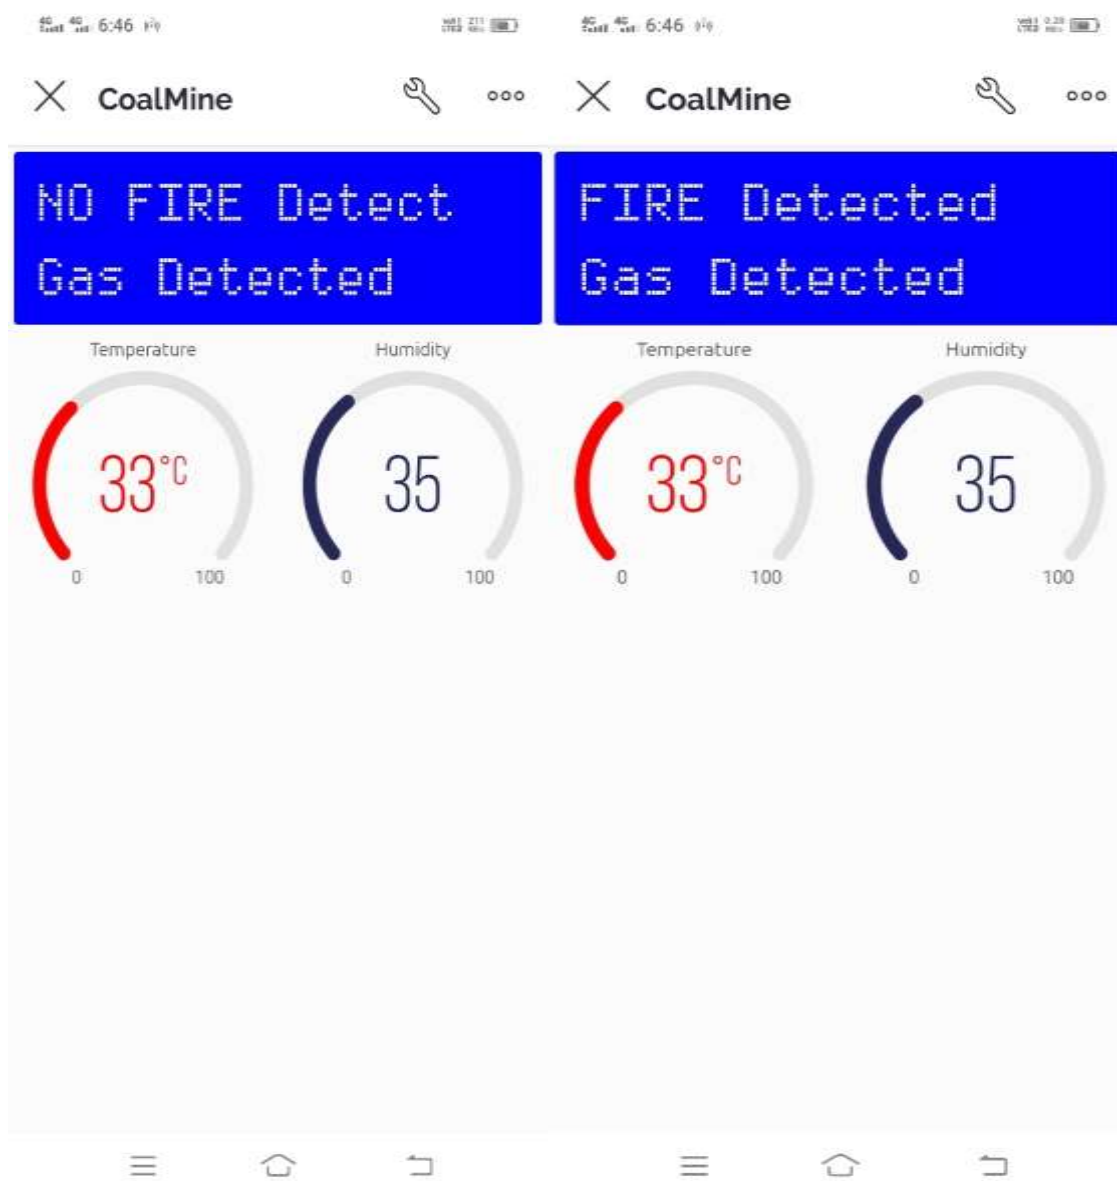 6:46
CoalMine
NO FIRE Detect
Gas Detected
Temperature
Humidity
33°C
35
0
100
0
100
6:46
CoalMine
FIRE Detected
Gas Detected
Temperature
Humidity
33°C
35
0
100
0
100